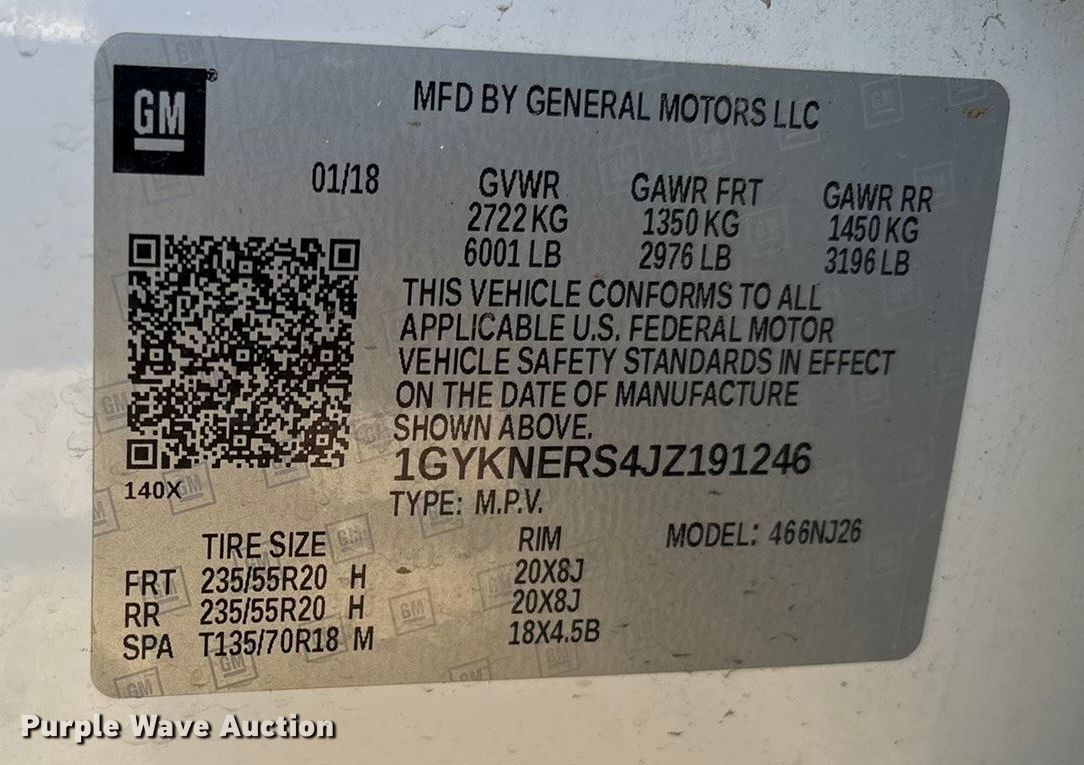 GM
MFD BY GENERAL MOTORS LLC
01/18
GVWR
2722 KG
6001 LB
GAWR FRT
1350 KG
2976 LB
GAWR RR
1450 KG
3196 LB
THIS VEHICLE CONFORMS TO ALL
APPLICABLE U.S. FEDERAL MOTOR
VEHICLE SAFETY STANDARDS IN EFFECT
ON THE DATE OF MANUFACTURE
SHOWN ABOVE.
1GYKNERS4JZ191246
140X
TYPE: M.P.V.
MODEL: 466NJ26
TIRE SIZE RIM
FRT 235/55R20 H 20X8J
RR 235/55R20 H 20X8J
SPA T135/70R18 M 18X4.5B
Purple Wave Auction